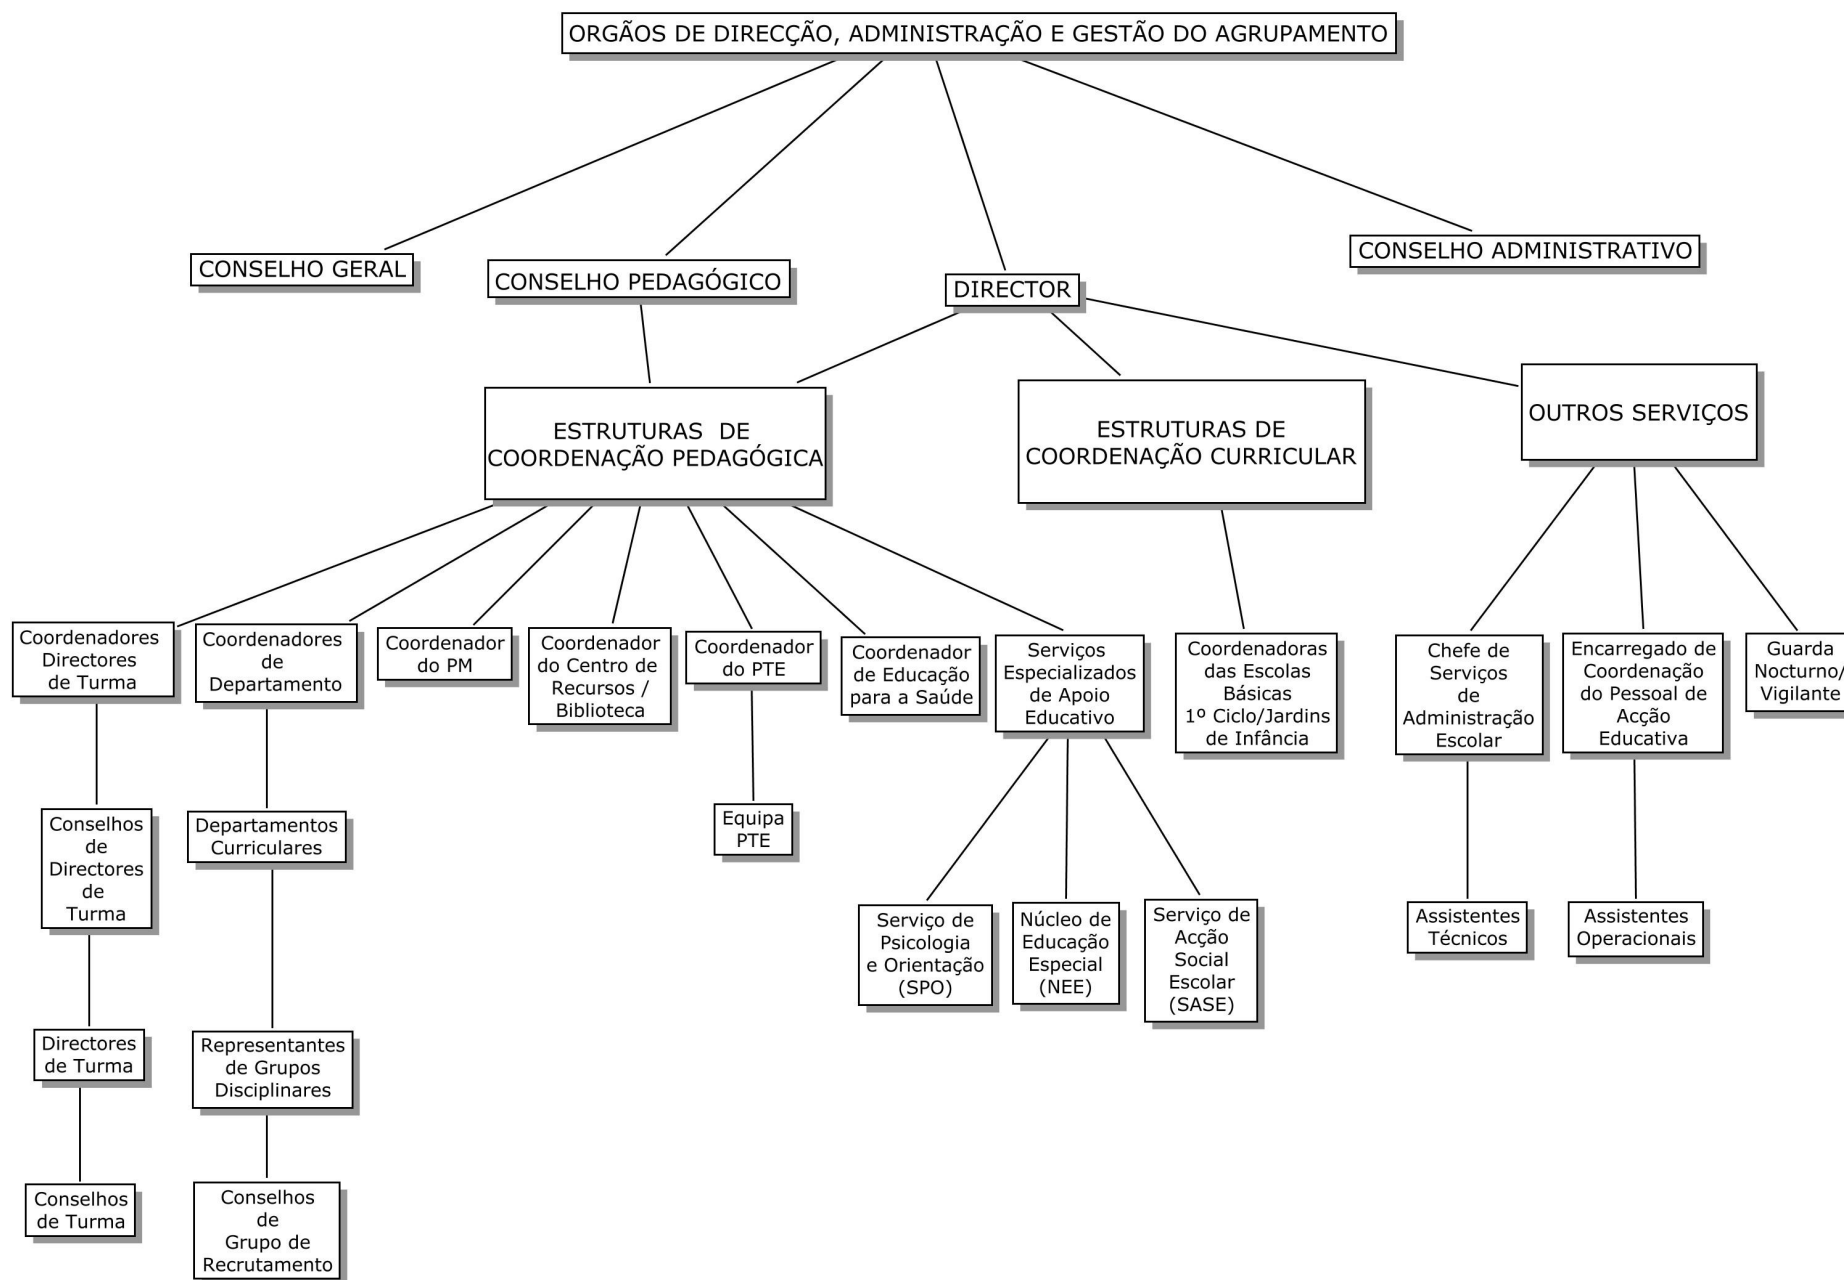 ORGÃOS DE DIRECÇÃO, ADMINISTRAÇÃO E GESTÃO DO AGRUPAMENTO
CONSELHO GERAL
CONSELHO PEDAGÓGICO
DIRECTOR
CONSELHO ADMINISTRATIVO
ESTRUTURAS DE
COORDENAÇÃO PEDAGÓGICA
ESTRUTURAS DE
COORDENAÇÃO CURRICULAR
OUTROS SERVIÇOS
Coordenadores
Directores
de Turma
Coordenadores
de
Departamento
Coordenador
do PM
Coordenador
do Centro de
Recursos /
Biblioteca
Coordenador
do PTE
Coordenador
de Educação
para a Saúde
Serviços
Especializados
de Apoio
Educativo
Coordenadoras
das Escolas
Básicas
1º Ciclo/Jardins
de Infância
Chefe de
Serviços
de
Administração
Escolar
Encarregado de
Coordenação
do Pessoal de
Acção
Educativa
Guarda
Nocturno/
Vigilante
Conselhos
de
Directores
de
Turma
Departamentos
Curriculares
Equipa
PTE
Serviço de
Psicologia
e Orientação
(SPO)
Núcleo de
Educação
Especial
(NEE)
Serviço de
Acção
Social
Escolar
(SASE)
Assistentes
Técnicos
Assistentes
Operacionais
Directores
de Turma
Representantes
de Grupos
Disciplinares
Conselhos
de Turma
Conselhos
de
Grupo de
Recrutamento